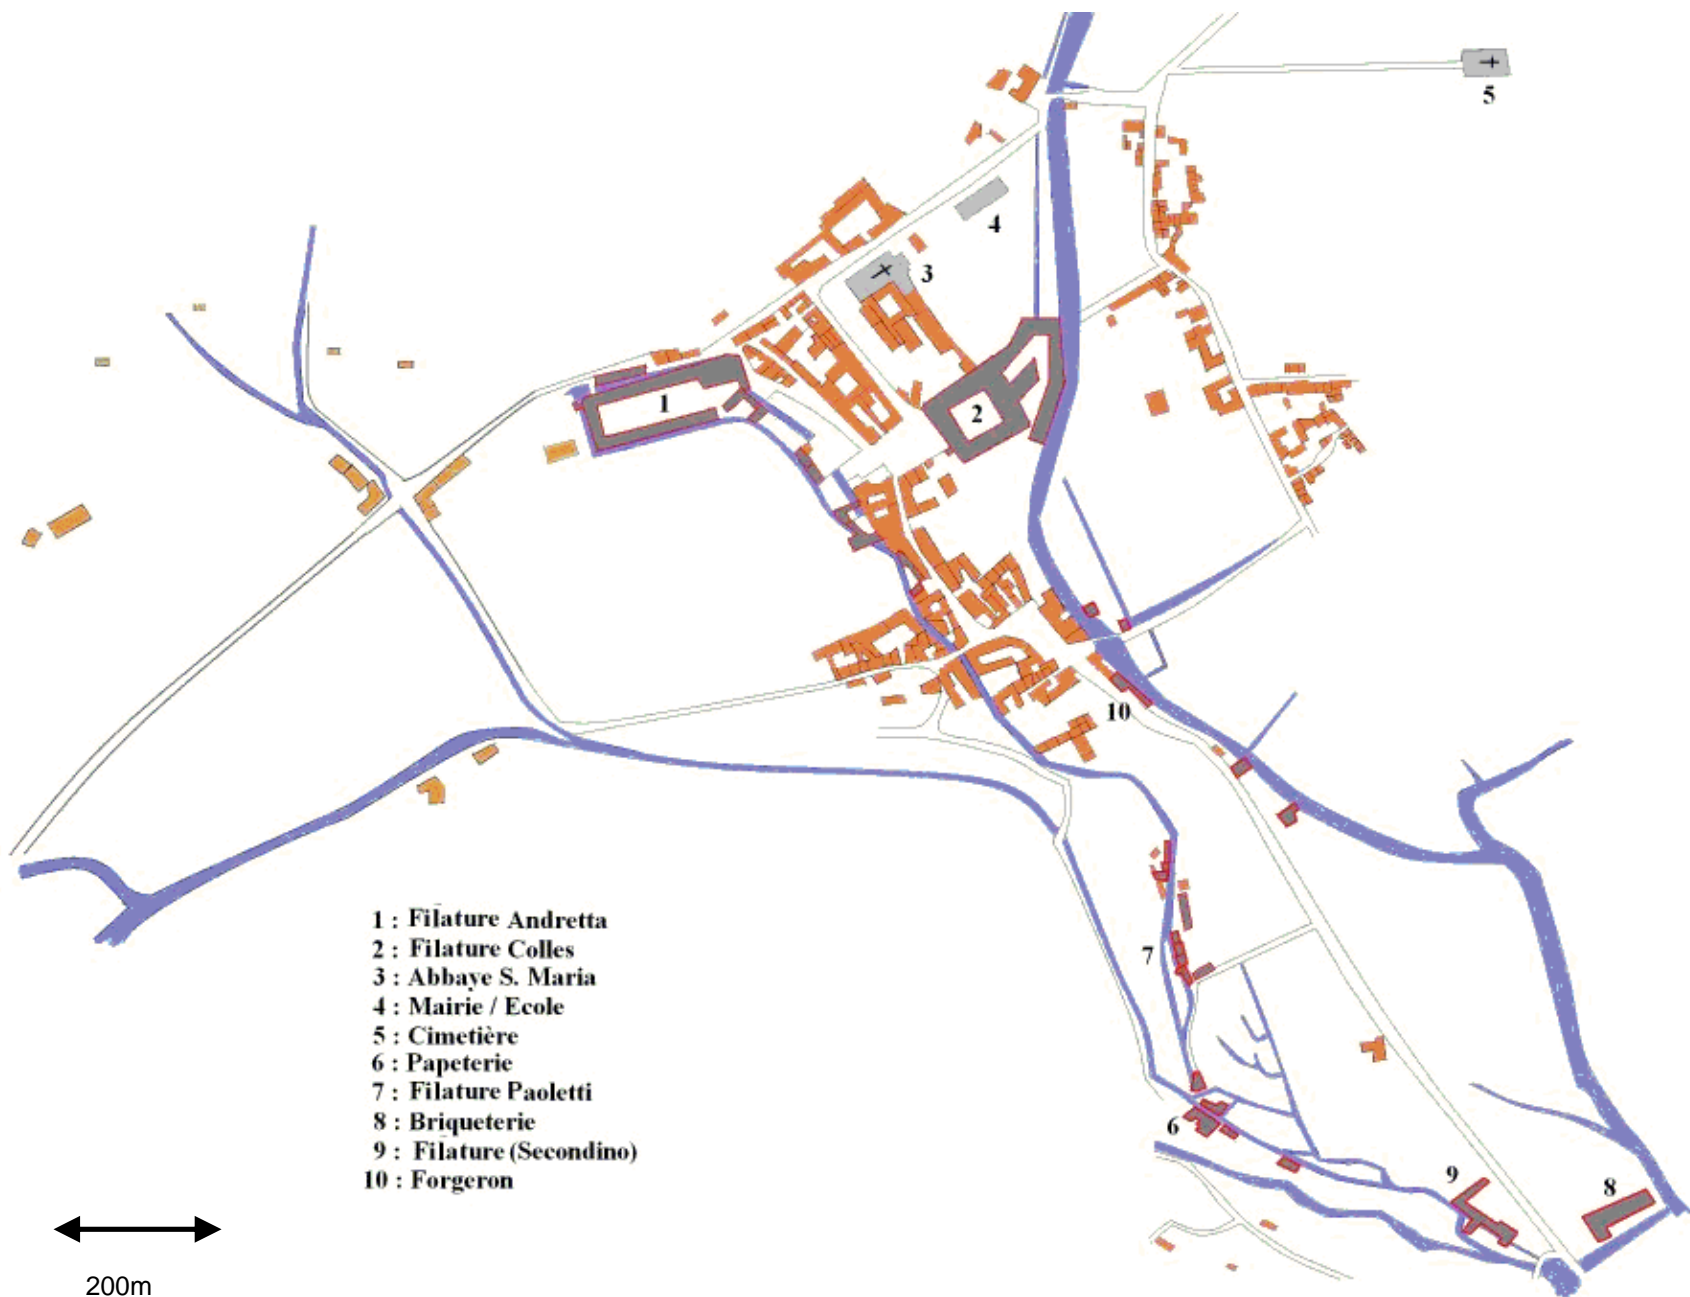 5
4
3
1
2
10
7
6
9
8
1 : Filature Andretta
2 : Filature Colles
3 : Abbaye S. Maria
4 : Mairie / Ecole
5 : Cimetière
6 : Papeterie
7 : Filature Paoletti
8 : Briqueterie
9 : Filature (Secondino)
10 : Forgeron
200m